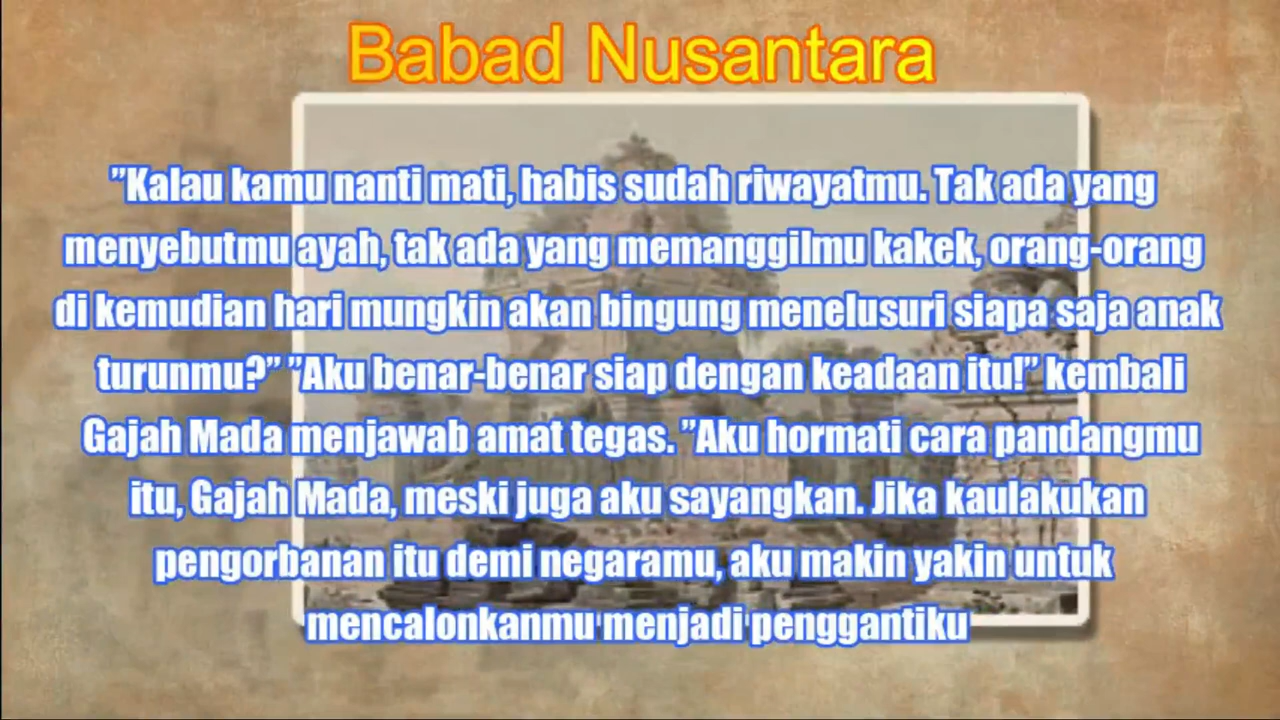 Babad Nusantara
”Kalau kamu nanti mati, habis sudah riwayatmu. Tak ada yang
menyebutmu ayah, tak ada yang memanggilmu kakek, orang-orang
di kemudian hari mungkin akan bingung menelusuri siapa saja anak
turunmu?” ”Aku benar-benar siap dengan keadaan itu!” kembali
Gajah Mada menjawab amat tegas. ”Aku hormati cara pandangmu
itu, Gajah Mada, meski juga aku sayangkan. Jika kaulakukan
pengorbanan itu demi negaramu, aku makin yakin untuk
mencalonkanmu menjadi penggantiku